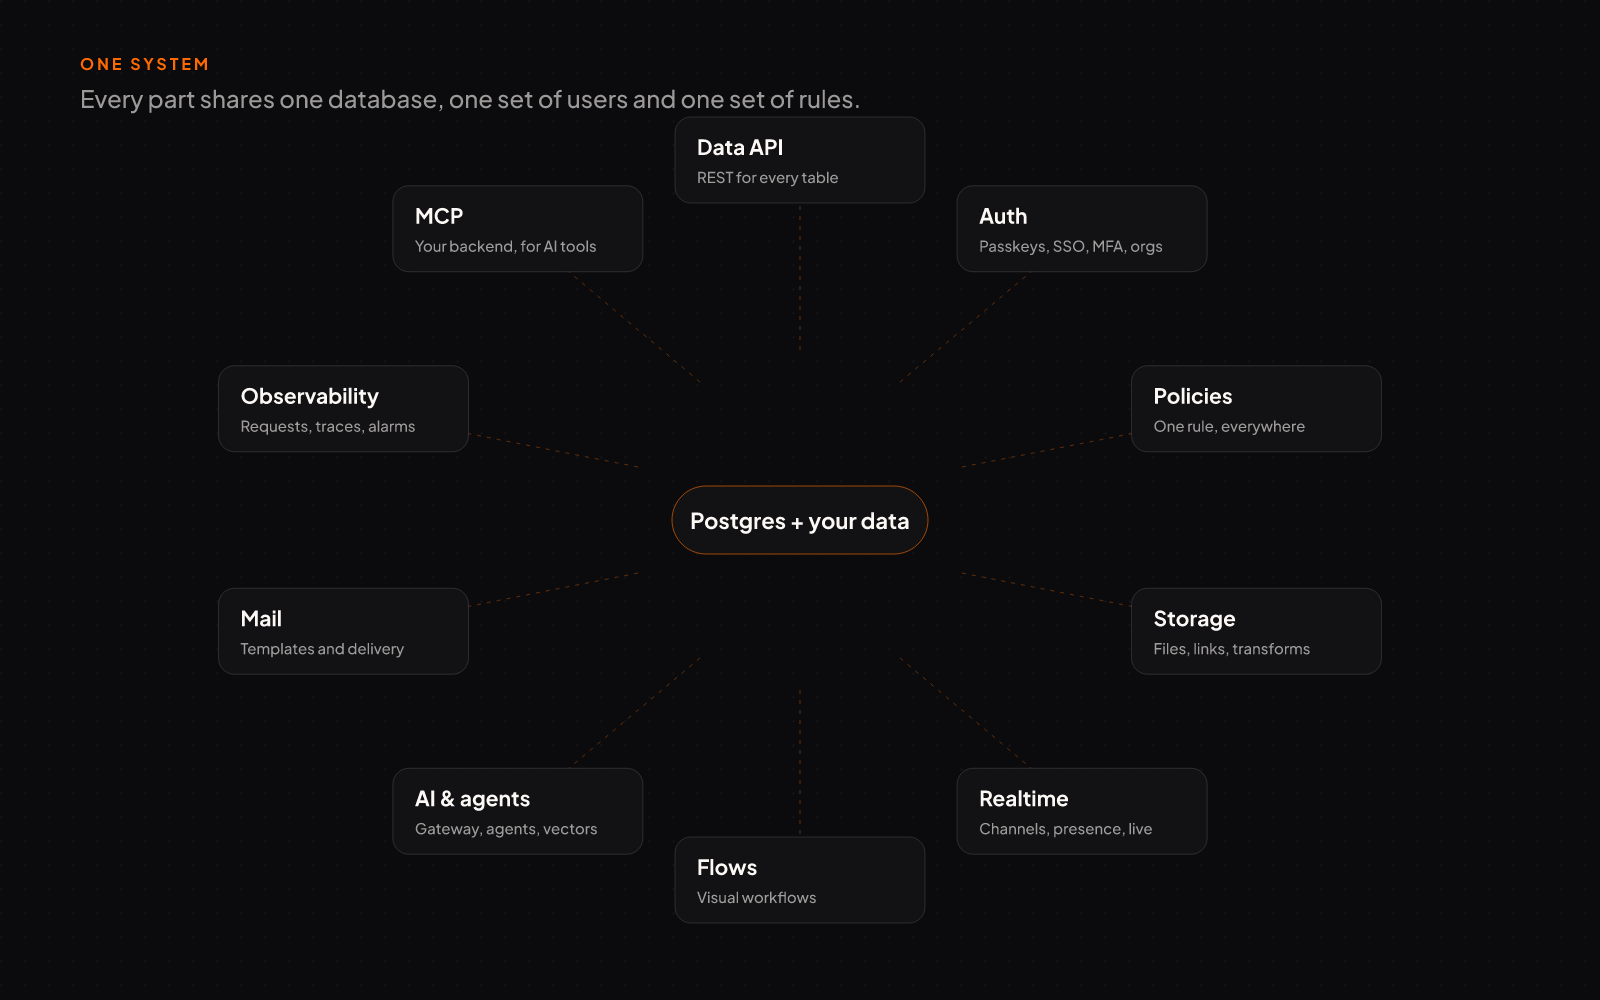 ONE SYSTEM
Every part shares one database, one set of users and one set of rules.
Data API
REST for every table
MCP
Your backend, for AI tools
Auth
Passkeys, SSO, MFA, orgs
Observability
Requests, traces, alarms
Policies
One rule, everywhere
Postgres + your data
Mail
Templates and delivery
Storage
Files, links, transforms
AI & agents
Gateway, agents, vectors
Realtime
Channels, presence, live
Flows
Visual workflows